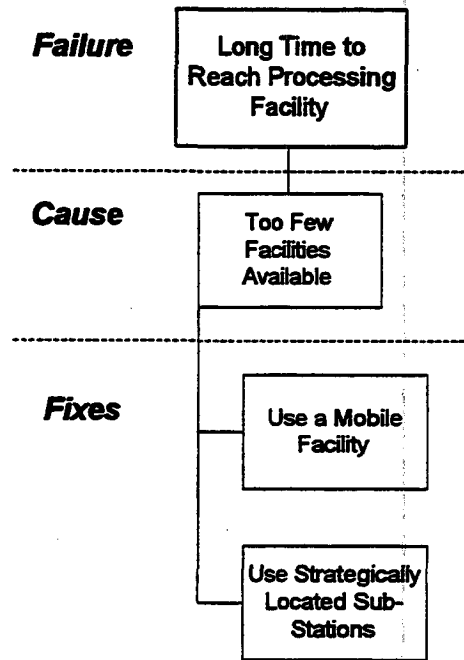 Failure
Long Time to
Reach Processing
Facility
Cause
Too Few
Facilities
Available
Fixes
Use a Mobile
Facility
Use Strategically
Located Sub-
Stations